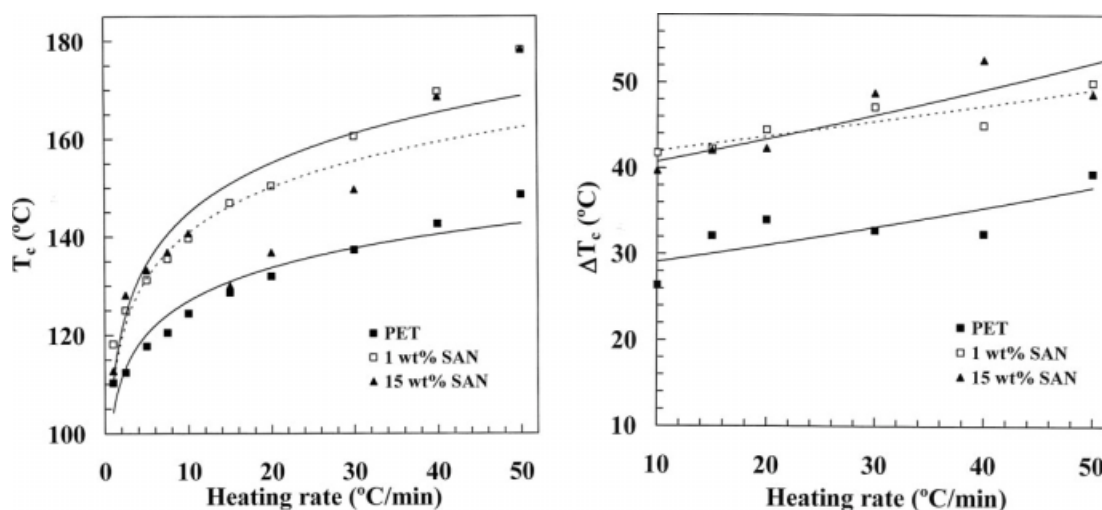 180
160
140
120
100
T_c (ºC)
PET
1 wt% SAN
15 wt% SAN
0 10 20 30 40 50
Heating rate (ºC/min)
50
40
30
20
10
ΔT_c (ºC)
PET
1 wt% SAN
15 wt% SAN
10 20 30 40 50
Heating rate (ºC/min)